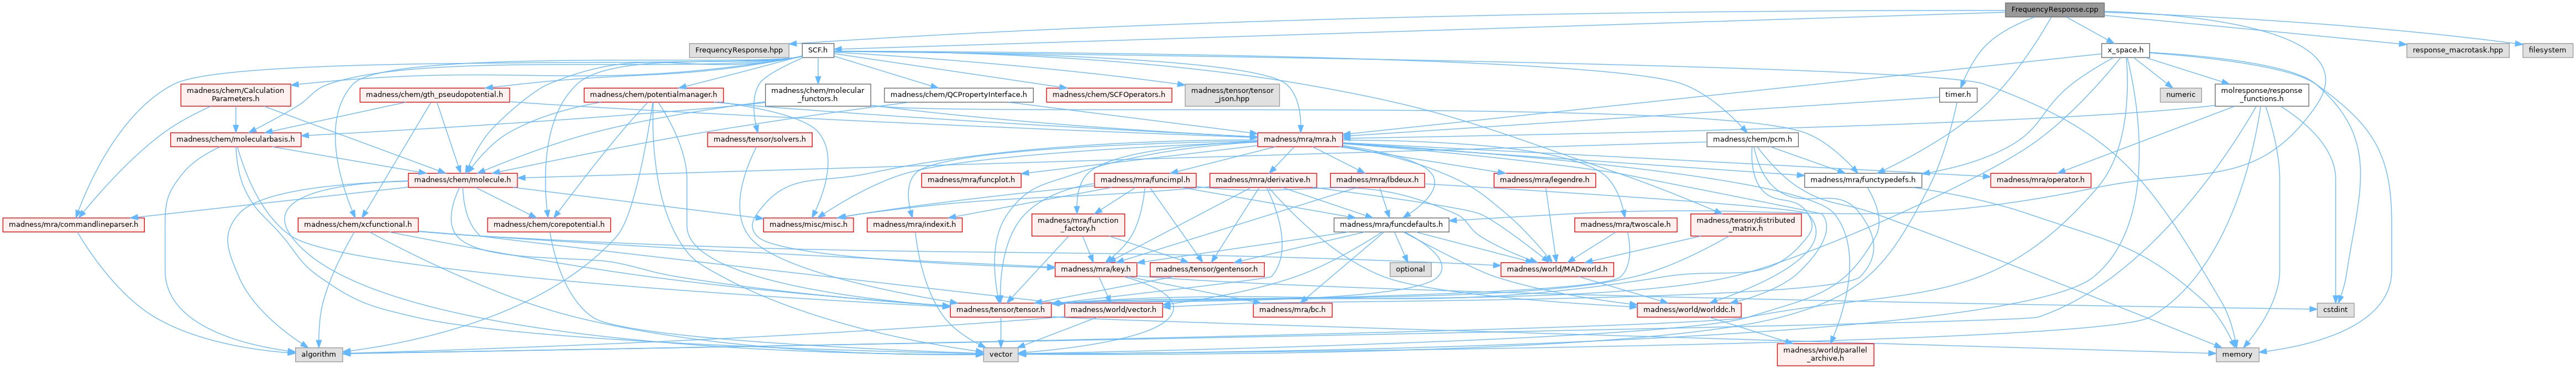 FrequencyResponse.cpp
FrequencyResponse.hpp
SCF.h
x_space.h
response_macrotask.hpp
filesystem
madness/chem/Calculation
Parameters.h
madness/chem/gth_pseudopotential.h
madness/chem/potentialmanager.h
madness/chem/molecular
_functors.h
madness/chem/QCPropertyInterface.h
madness/chem/SCFOperators.h
madness/tensor/tensor
_json.hpp
timer.h
numeric
molresponse/response
_functions.h
madness/chem/molecularbasis.h
madness/tensor/solvers.h
madness/mra/mra.h
madness/chem/pcm.h
madness/chem/molecule.h
madness/mra/funcplot.h
madness/mra/funcimpl.h
madness/mra/derivative.h
madness/mra/lbdeux.h
madness/mra/legendre.h
madness/mra/functypedefs.h
madness/mra/operator.h
madness/mra/commandlineparser.h
madness/chem/xcfunctional.h
madness/chem/corepotential.h
madness/misc/misc.h
madness/mra/indexit.h
madness/mra/function
_factory.h
madness/mra/funcdefaults.h
madness/mra/twoscale.h
madness/tensor/distributed
_matrix.h
madness/mra/key.h
madness/tensor/gentensor.h
optional
madness/world/MADworld.h
madness/tensor/tensor.h
madness/world/vector.h
madness/mra/bc.h
madness/world/worlddc.h
cstdint
algorithm
vector
madness/world/parallel
_archive.h
memory